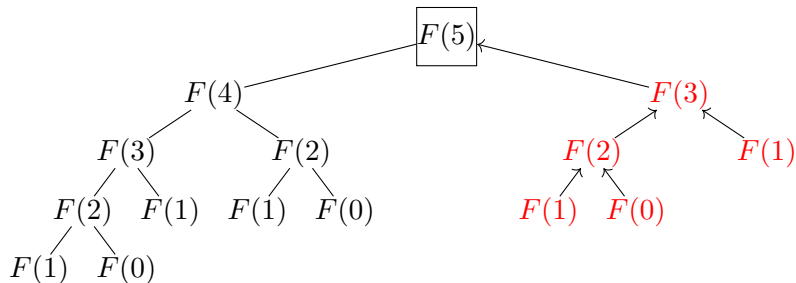 F(5)
F(4) F(3)
F(3) F(2) F(2) F(1)
F(2) F(1) F(1) F(0) F(1) F(0)
F(1) F(0)